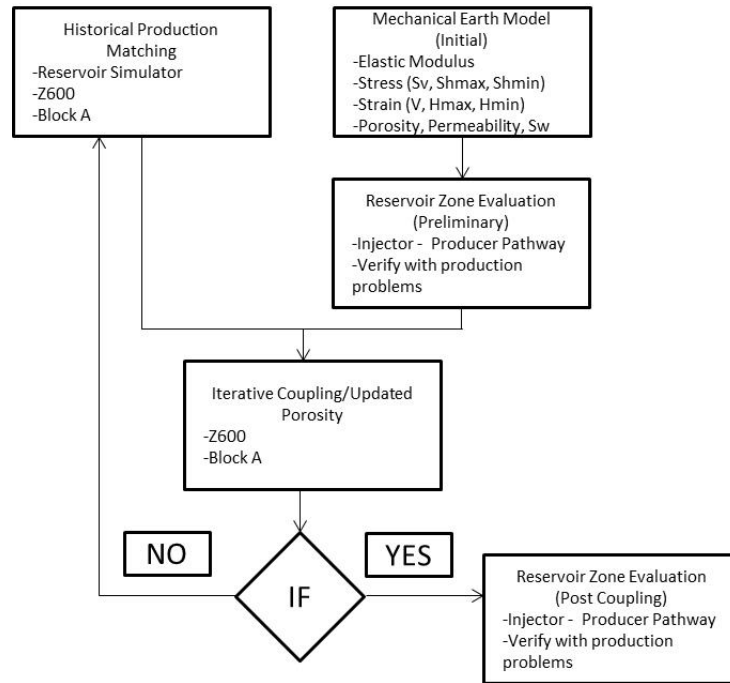 Historical Production
Matching
-Reservoir Simulator
-Z600
-Block A
Mechanical Earth Model
(Initial)
-Elastic Modulus
-Stress (Sv, Shmax, Shmin)
-Strain (V, Hmax, Hmin)
-Porosity, Permeability, Sw
Reservoir Zone Evaluation
(Preliminary)
-Injector - Producer Pathway
-Verify with production
problems
Iterative Coupling/Updated
Porosity
-Z600
-Block A
NO
IF
YES
Reservoir Zone Evaluation
(Post Coupling)
-Injector - Producer Pathway
-Verify with production
problems